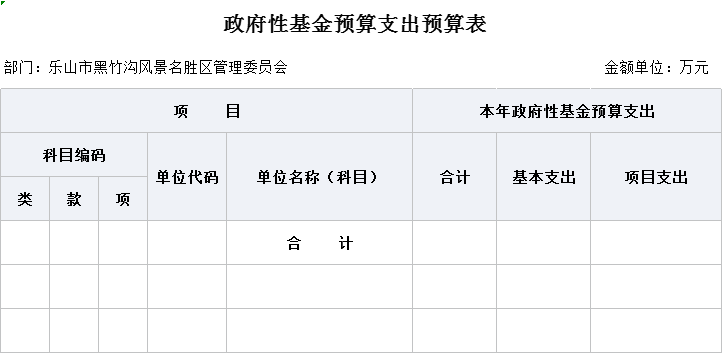 政府性基金预算支出预算表
部门：乐山市黑竹沟风景名胜区管理委员会 金额单位：万元
项 目 本年政府性基金预算支出
科目编码 单位代码 单位名称（科目） 合计 基本支出 项目支出
类 款 项
合 计